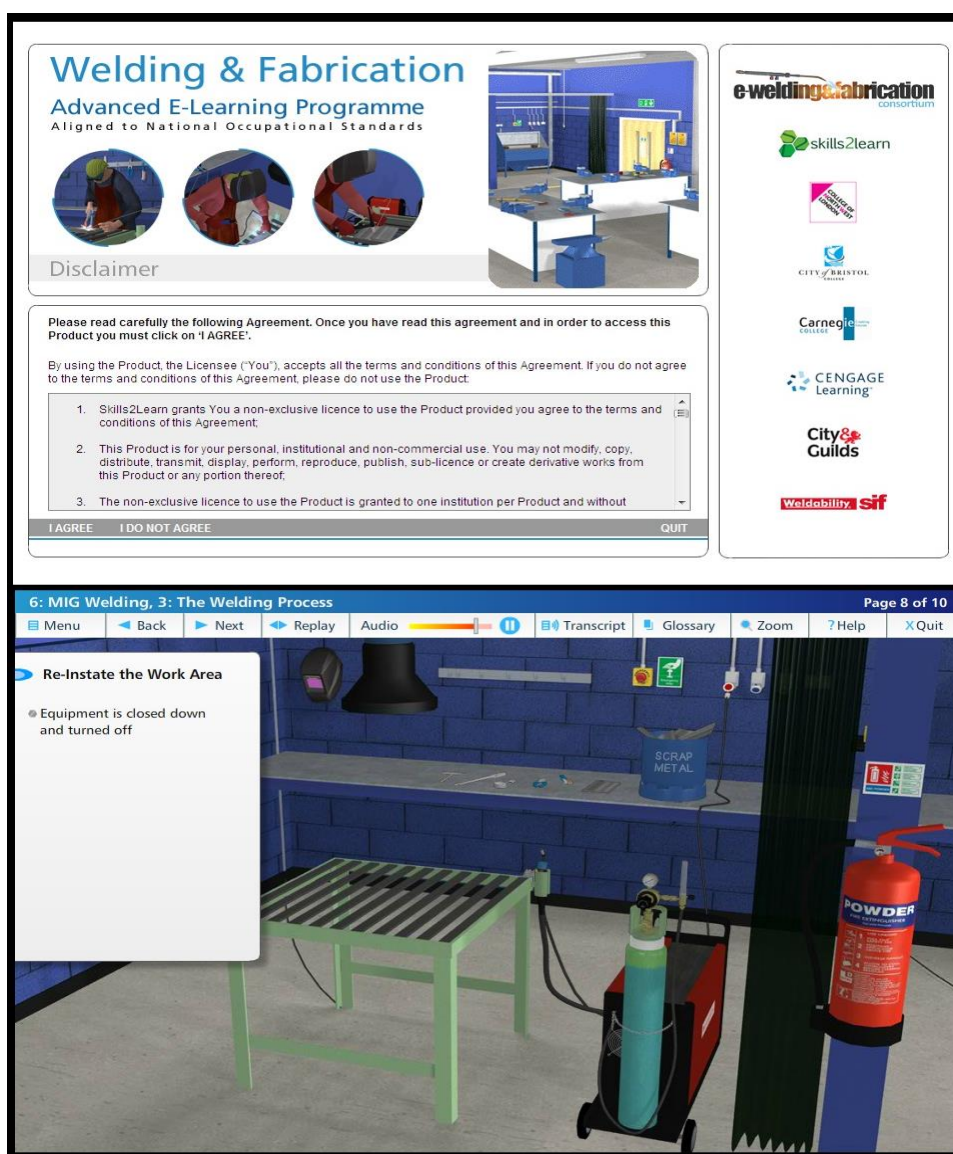 Welding & Fabrication
Advanced E-Learning Programme
Aligned to National Occupational Standards
Disclaimer
Please read carefully the following Agreement. Once you have read this agreement and in order to access this
Product you must click on 'I AGREE'.
By using the Product, the Licensee ("You"), accepts all the terms and conditions of this Agreement. If you do not agree
to the terms and conditions of this Agreement, please do not use the Product:
1. Skills2Learn grants You a non-exclusive licence to use the Product provided you agree to the terms and
conditions of this Agreement;
2. This Product is for your personal, institutional and non-commercial use. You may not modify, copy,
distribute, transmit, display, perform, reproduce, publish, sub-licence or create derivative works from
this Product or any portion thereof;
3. The non-exclusive licence to use the Product is granted to one institution per Product and without
I AGREE I DO NOT AGREE QUIT
e-welding&fabrication
consortium
skills2learn
COLLEGE OF
NORTH WEST
LONDON
CITY of BRISTOL
COLLEGE
Carnegie
COLLEGE
CENGAGE
Learning
City&
Guilds
Weldability Sif
6: MIG Welding, 3: The Welding Process Page 8 of 10
Menu Back Next Replay Audio Transcript Glossary Zoom ? Help X Quit
Re-Instate the Work Area
Equipment is closed down
and turned off
SCRAP
METAL
POWDER
FIRE EXTINGUISHER